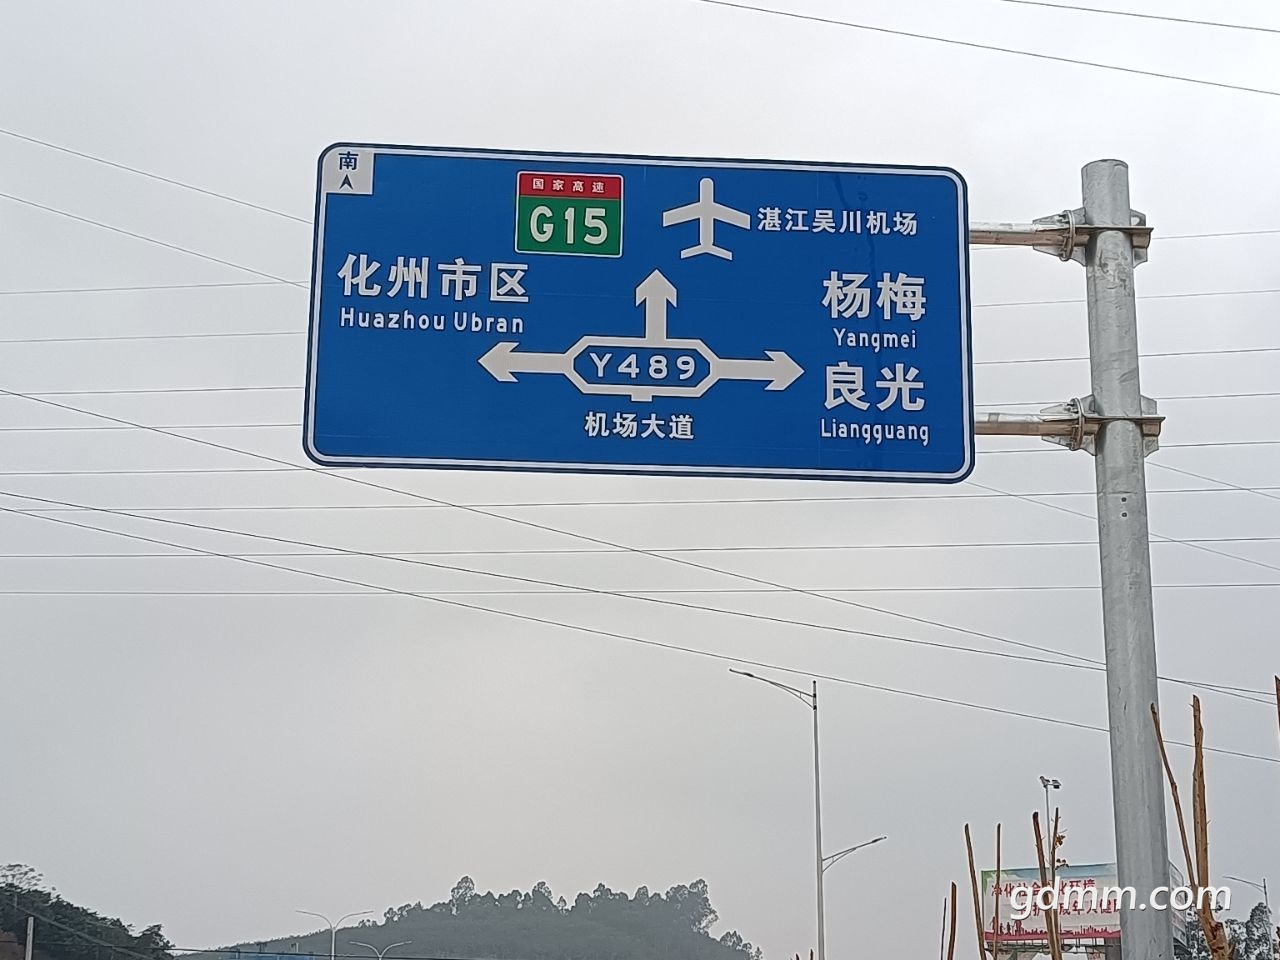 南
国家高速
G15
湛江吴川机场
化州市区
Huazhou Ubran
杨梅
Yangmei
Y489
良光
Liangguang
机场大道
gdmm.com